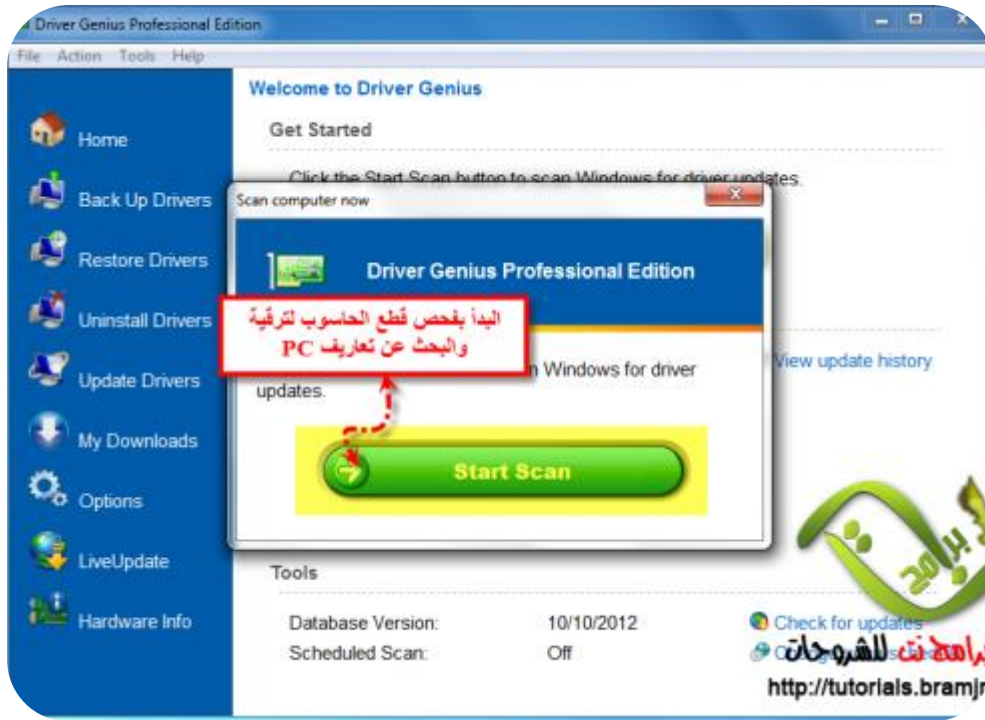 Driver Genius Professional Edition
File Action Tools Help
Home
Back Up Drivers
Restore Drivers
Uninstall Drivers
Update Drivers
My Downloads
Options
LiveUpdate
Hardware Info
Welcome to Driver Genius
Get Started
Click the Start Scan button to scan Windows for driver updates.
Scan computer now
Driver Genius Professional Edition
البدأ بفحص قطع الحاسوب لترقية
والبحث عن تعاريف PC
n Windows for driver
updates.
Start Scan
View update history
Tools
Database Version: 10/10/2012
Check for updates
Scheduled Scan: Off
برامج نت للشروحات
http://tutorials.bramjn